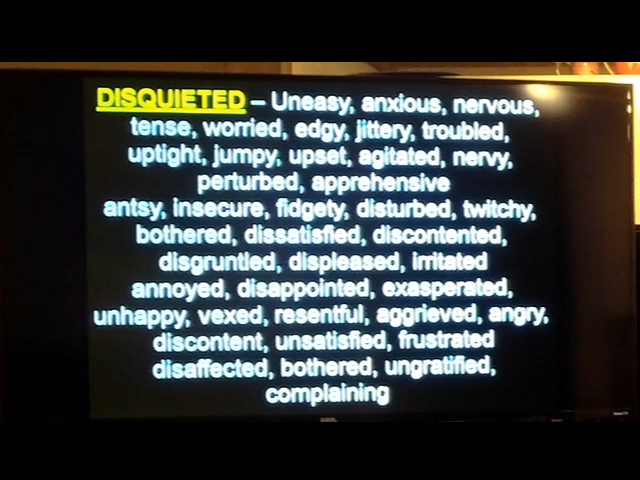 DISQUIETED – Uneasy, anxious, nervous,
tense, worried, edgy, jittery, troubled,
uptight, jumpy, upset, agitated, nervy,
perturbed, apprehensive
antsy, insecure, fidgety, disturbed, twitchy,
bothered, dissatisfied, discontented,
disgruntled, displeased, irritated
annoyed, disappointed, exasperated,
unhappy, vexed, resentful, aggrieved, angry,
discontent, unsatisfied, frustrated
disaffected, bothered, ungratified,
complaining